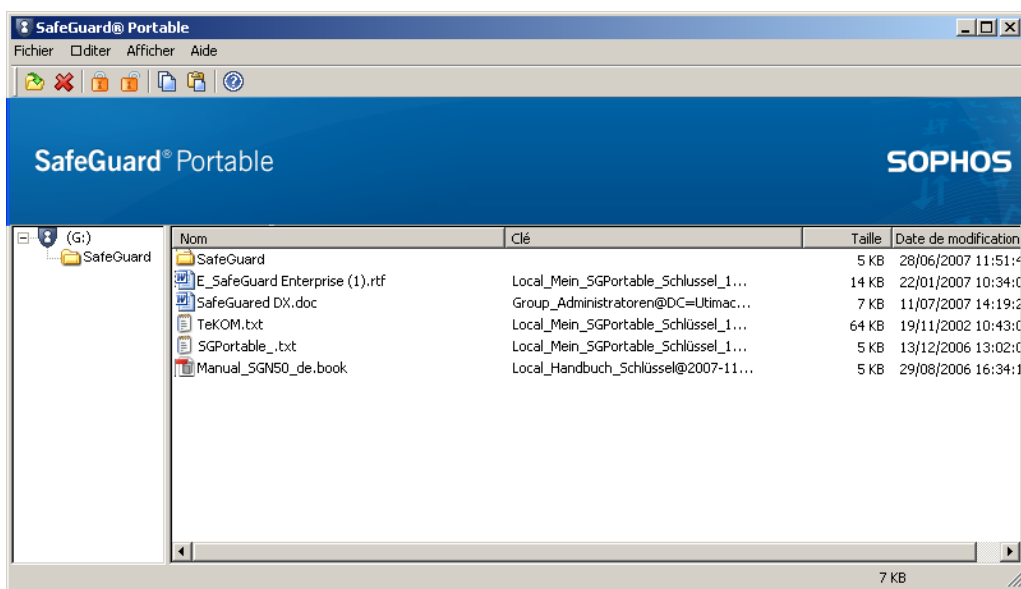 SafeGuard® Portable
Fichier □diter Afficher Aide
SafeGuard® Portable
SOPHOS
(G:)
SafeGuard
Nom Clé Taille Date de modification
SafeGuard 5 KB 28/06/2007 11:51:4
E_SafeGuard Enterprise (1).rtf Local_Mein_SGPortable_Schlussel_1... 14 KB 22/01/2007 10:34:0
SafeGuared DX.doc Group_Administratoren@DC=Utimac... 7 KB 11/07/2007 14:19:2
TeKOM.txt Local_Mein_SGPortable_Schlüssel_1... 64 KB 19/11/2002 10:43:0
SGPortable_.txt Local_Mein_SGPortable_Schlüssel_1... 5 KB 13/12/2006 13:02:0
Manual_SGN50_de.book Local_Handbuch_Schlüssel@2007-11... 5 KB 29/08/2006 16:34:1
7 KB